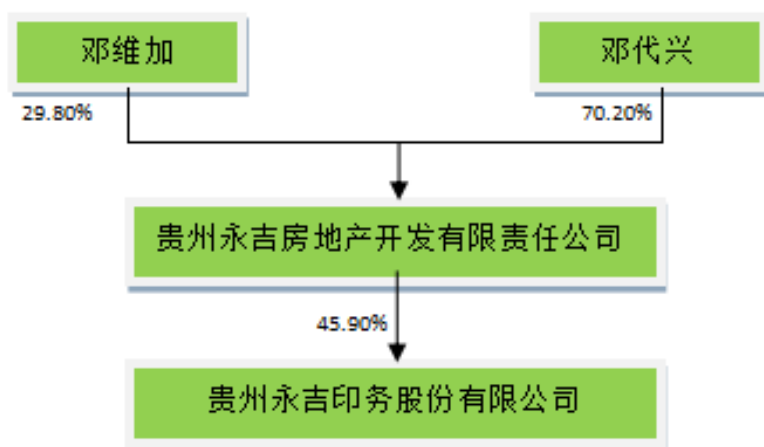 邓维加
邓代兴
29.80%
70.20%
贵州永吉房地产开发有限责任公司
45.90%
贵州永吉印务股份有限公司